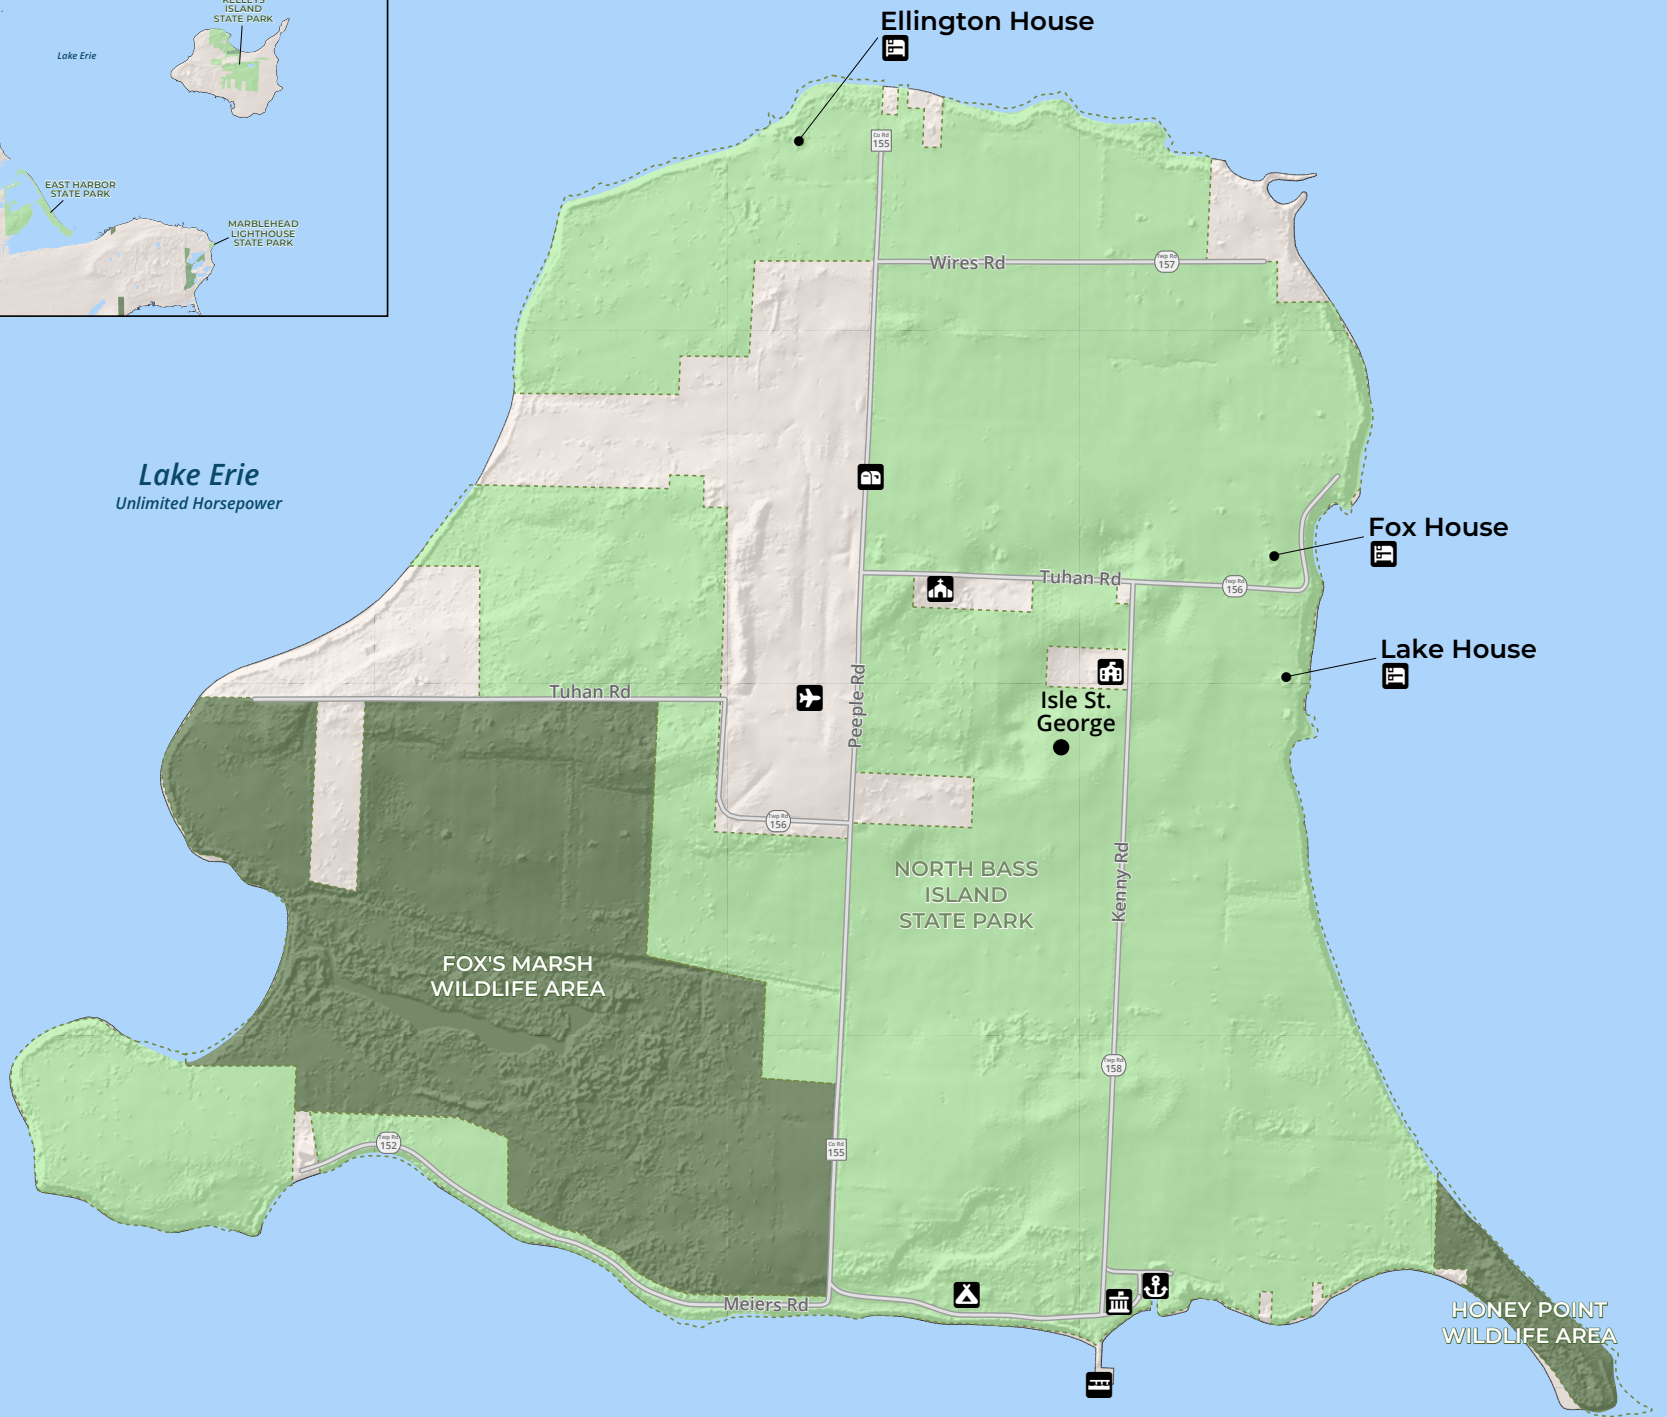 KELLEYS
ISLAND
STATE PARK
Lake Erie
EAST HARBOR
STATE PARK
MARBLEHEAD
LIGHTHOUSE
STATE PARK
Ellington House
Co Rd
155
Wires Rd
Twp Rd
157
Lake Erie
Unlimited Horsepower
Fox House
Tuhan Rd
Twp Rd
156
Lake House
Tuhan Rd
Peeple Rd
Isle St.
George
Twp Rd
156
NORTH BASS
ISLAND
STATE PARK
Kenny Rd
FOX'S MARSH
WILDLIFE AREA
Twp Rd
158
Twp Rd
152
Co Rd
155
Meiers Rd
HONEY POINT
WILDLIFE AREA